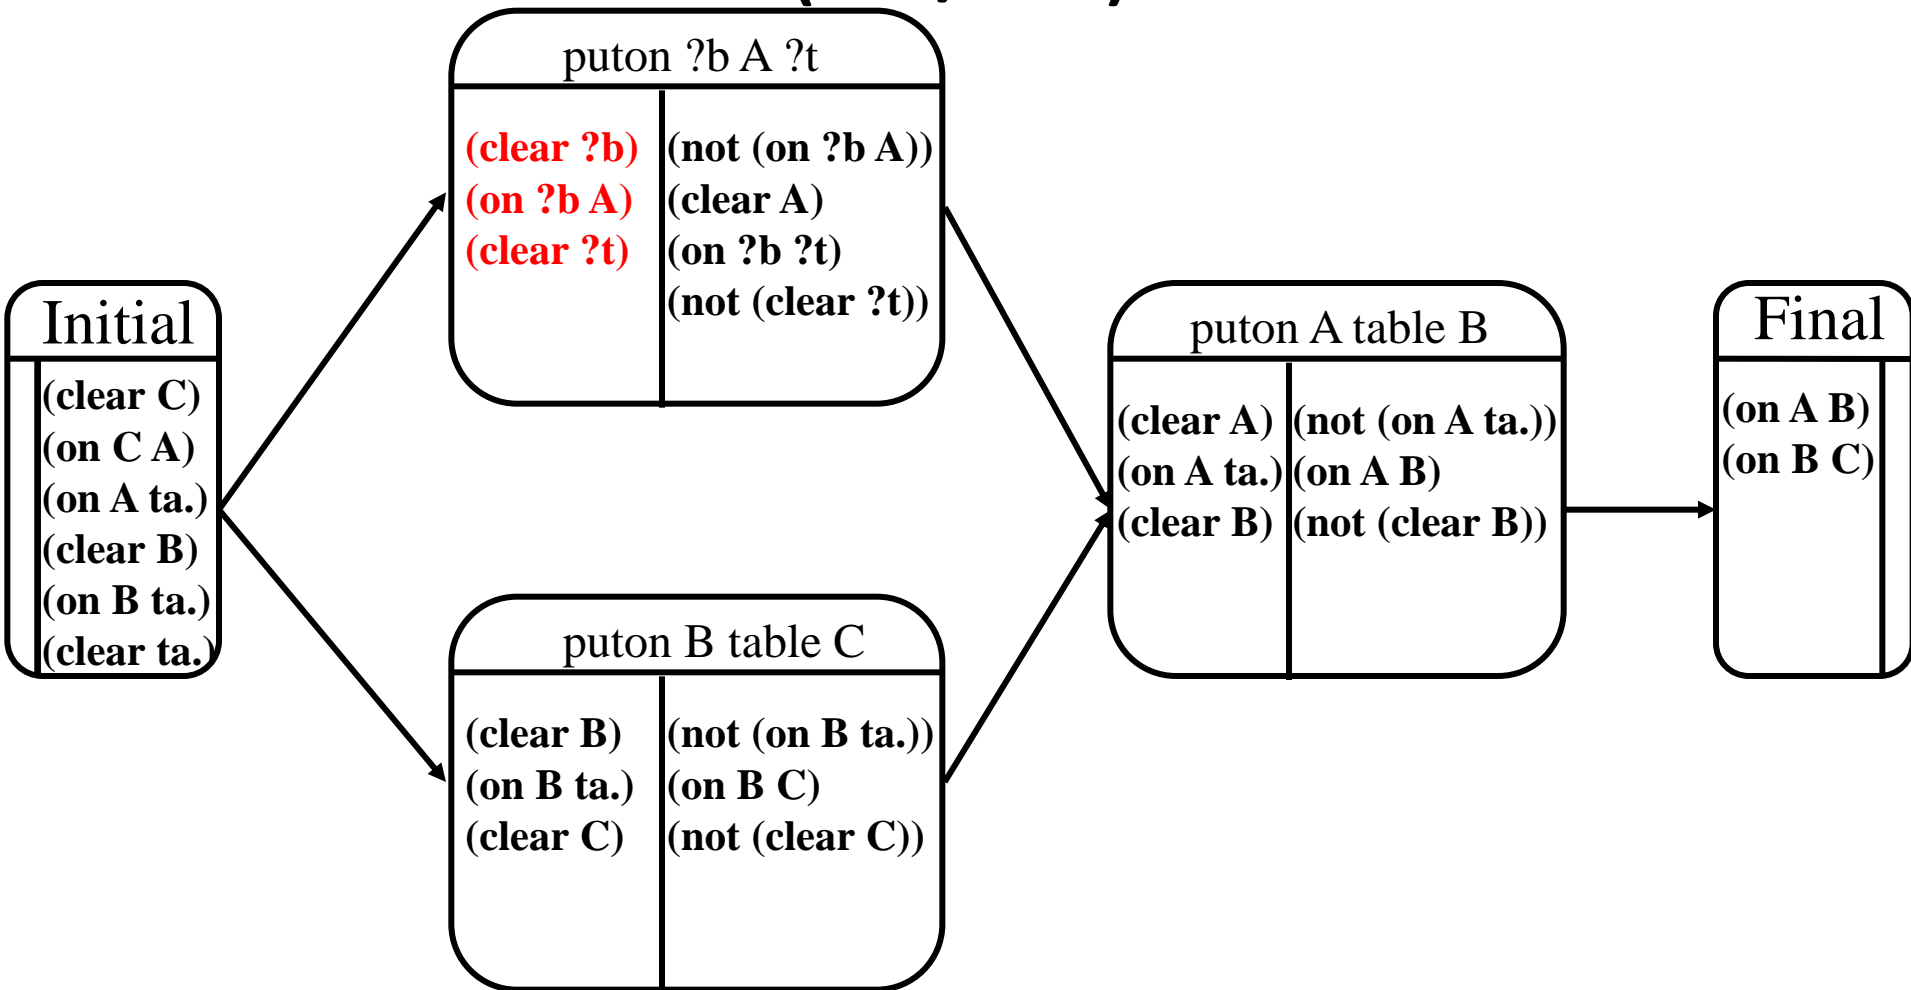 puton ?b A ?t
(clear ?b)
(on ?b A)
(clear ?t)
(not (on ?b A))
(clear A)
(on ?b ?t)
(not (clear ?t))
Initial
(clear C)
(on C A)
(on A ta.)
(clear B)
(on B ta.)
(clear ta.)
puton A table B
(clear A)
(on A ta.)
(clear B)
(not (on A ta.))
(on A B)
(not (clear B))
Final
(on A B)
(on B C)
puton B table C
(clear B)
(on B ta.)
(clear C)
(not (on B ta.))
(on B C)
(not (clear C))